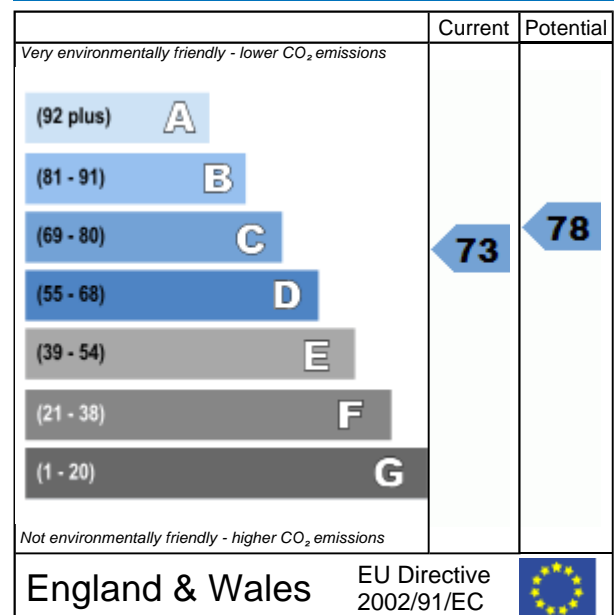 Current Potential
Very environmentally friendly - lower CO₂ emissions
(92 plus) A
(81 - 91) B
(69 - 80) C
73
78
(55 - 68) D
(39 - 54) E
(21 - 38) F
(1 - 20) G
Not environmentally friendly - higher CO₂ emissions
England & Wales
EU Directive
2002/91/EC